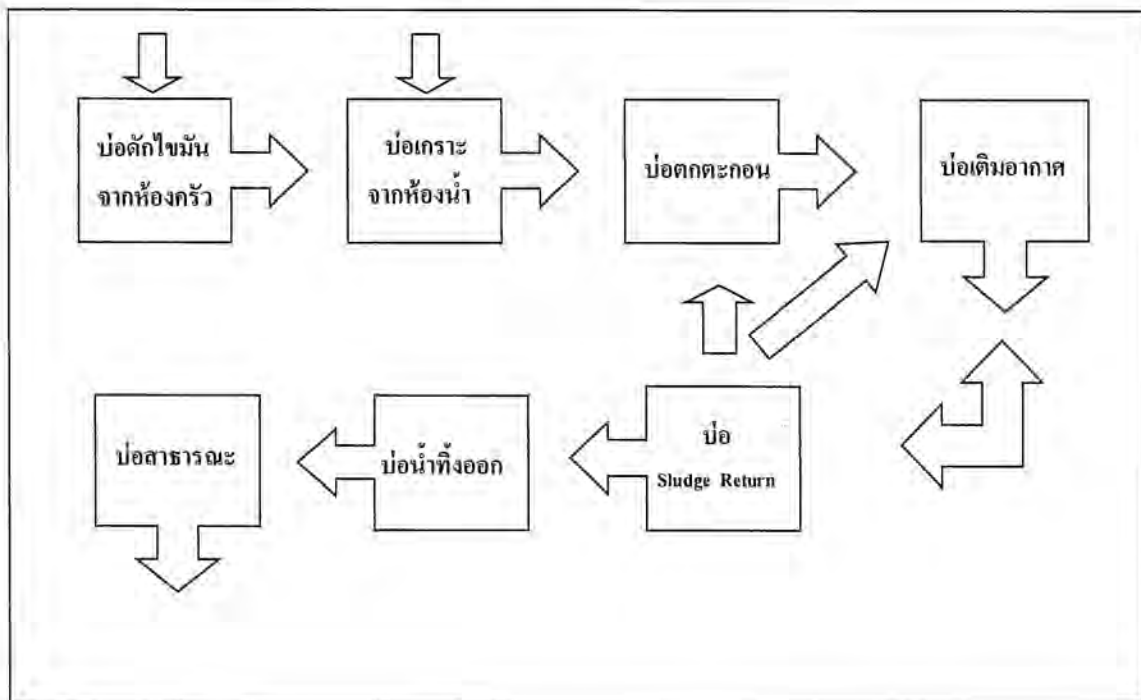 บ่อดักไขมัน
จากห้องครัว
บ่อเกราะ
จากห้องน้ำ
บ่อตกตะกอน
บ่อเติมอากาศ
บ่อสาธารณะ
บ่อน้ำทิ้งออก
บ่อ
Sludge Return